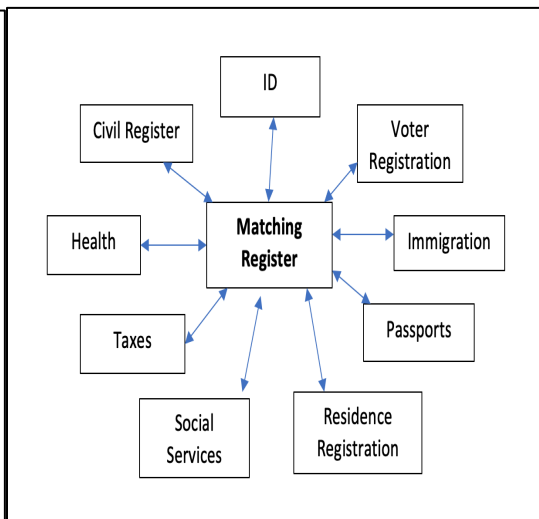 ID
Civil Register
Voter
Registration
Matching
Register
Health
Immigration
Taxes
Passports
Social
Services
Residence
Registration